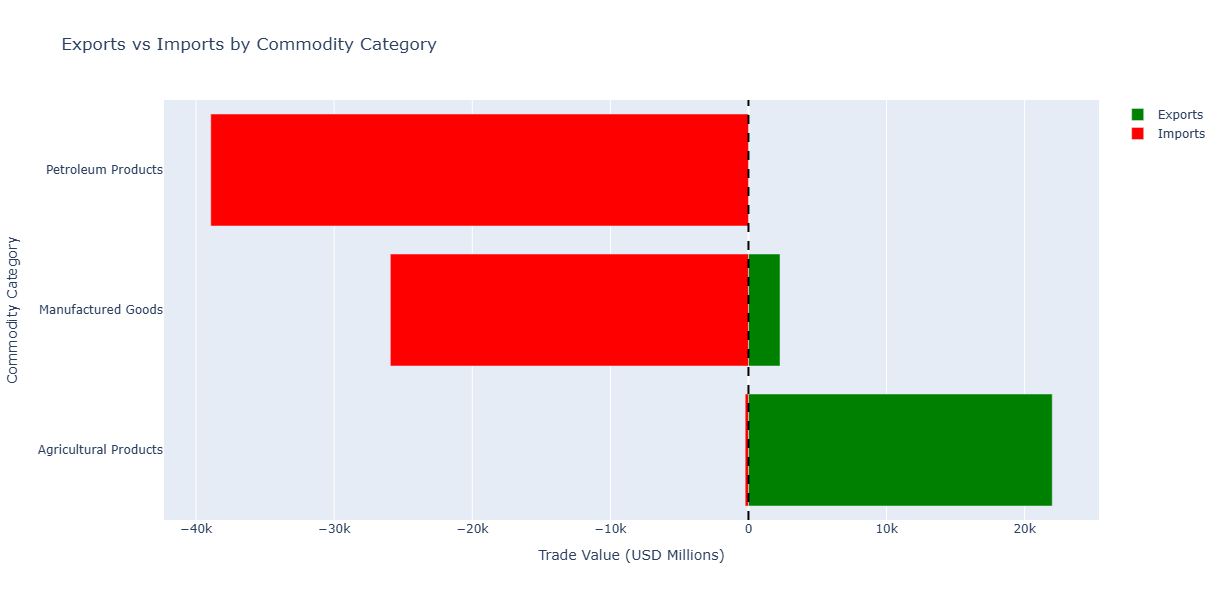 Exports vs Imports by Commodity Category
Exports
Imports
Commodity Category
Petroleum Products
Manufactured Goods
Agricultural Products
−40k
−30k
−20k
−10k
0
10k
20k
Trade Value (USD Millions)